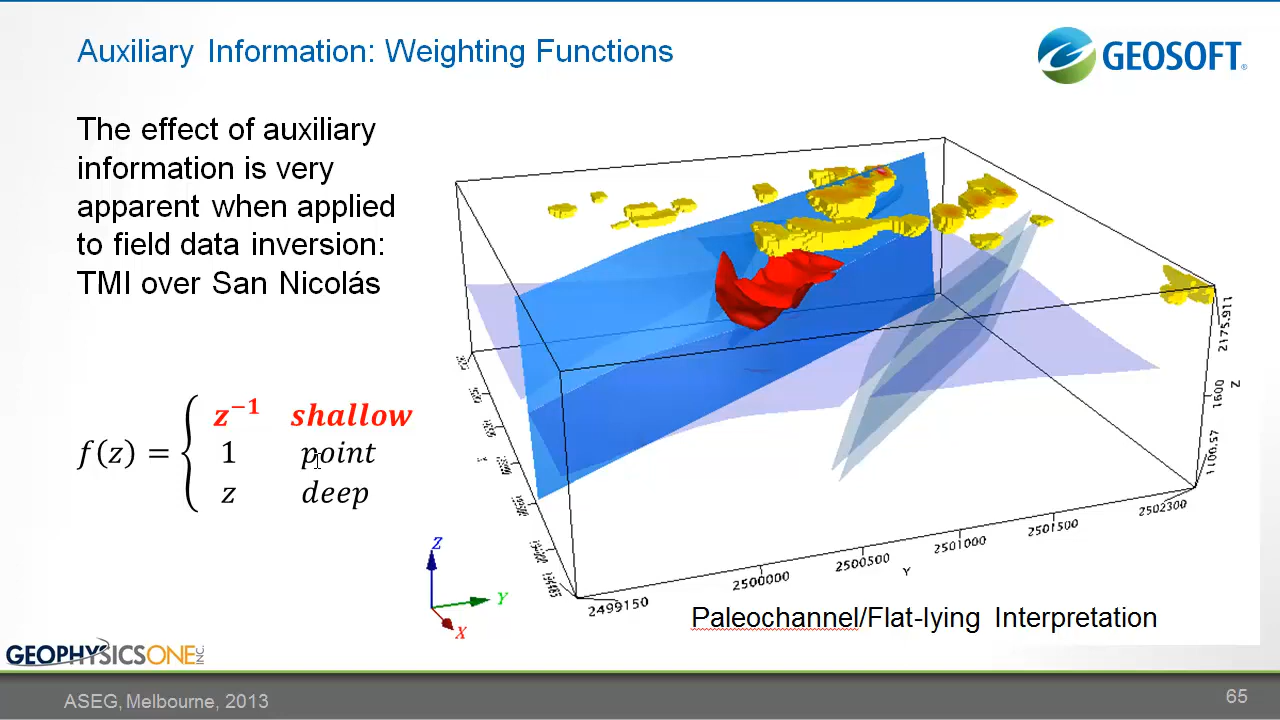 Auxiliary Information: Weighting Functions
GEOSOFT®
The effect of auxiliary
information is very
apparent when applied
to field data inversion:
TMI over San Nicolás
f(z) = { z⁻¹ shallow
1 point
z deep
2175.911
Z
1600
1100.57
2499150
2500000
2500500
2501000
2501500
2502300
Y
Z
Y
X
Paleochannel/Flat-lying Interpretation
GEOPHYSICSONE INC.
ASEG, Melbourne, 2013
65